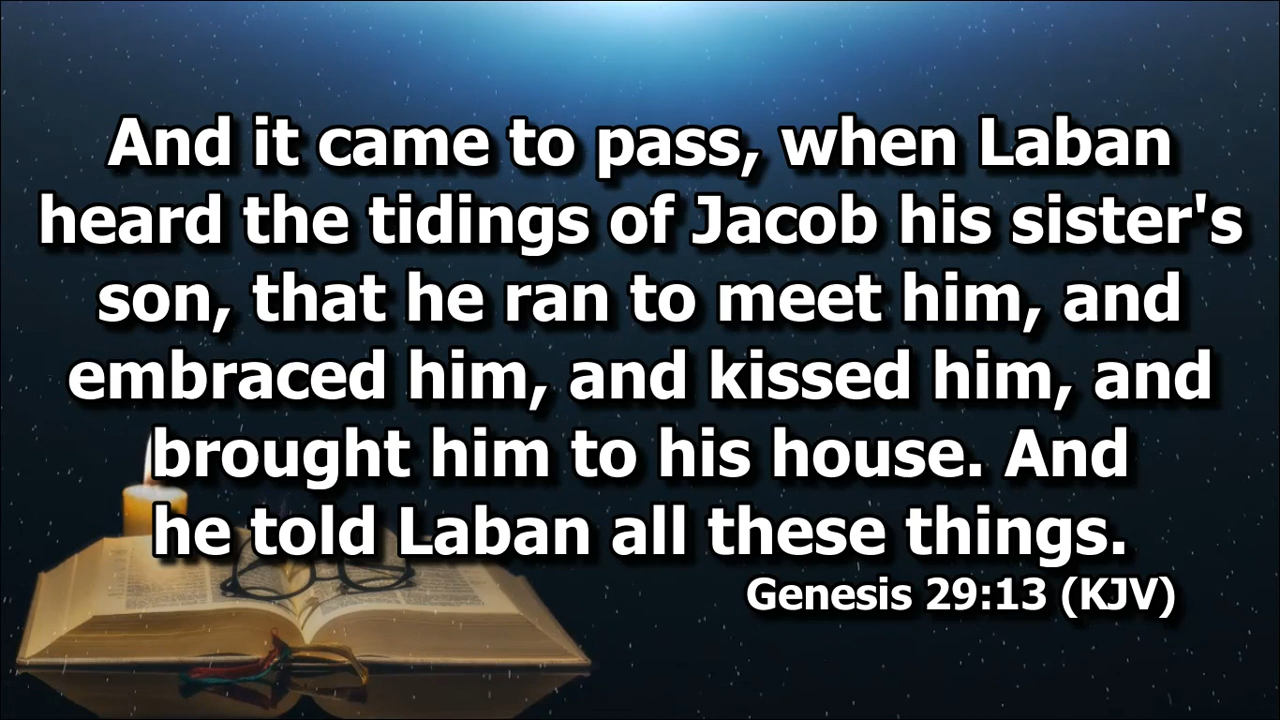 And it came to pass, when Laban
heard the tidings of Jacob his sister's
son, that he ran to meet him, and
embraced him, and kissed him, and
brought him to his house. And
he told Laban all these things.
Genesis 29:13 (KJV)